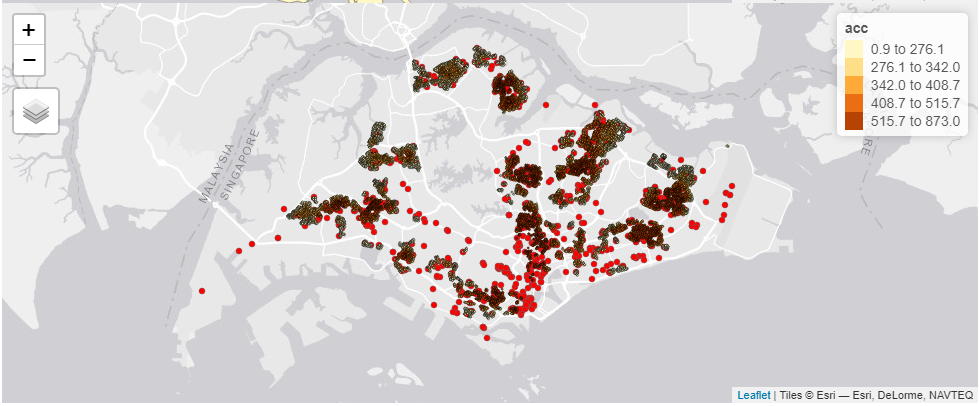 +
−
acc
0.9 to 276.1
276.1 to 342.0
342.0 to 408.7
408.7 to 515.7
515.7 to 873.0
MALAYSIA
SINGAPORE
RE
Leaflet | Tiles © Esri — Esri, DeLorme, NAVTEQ